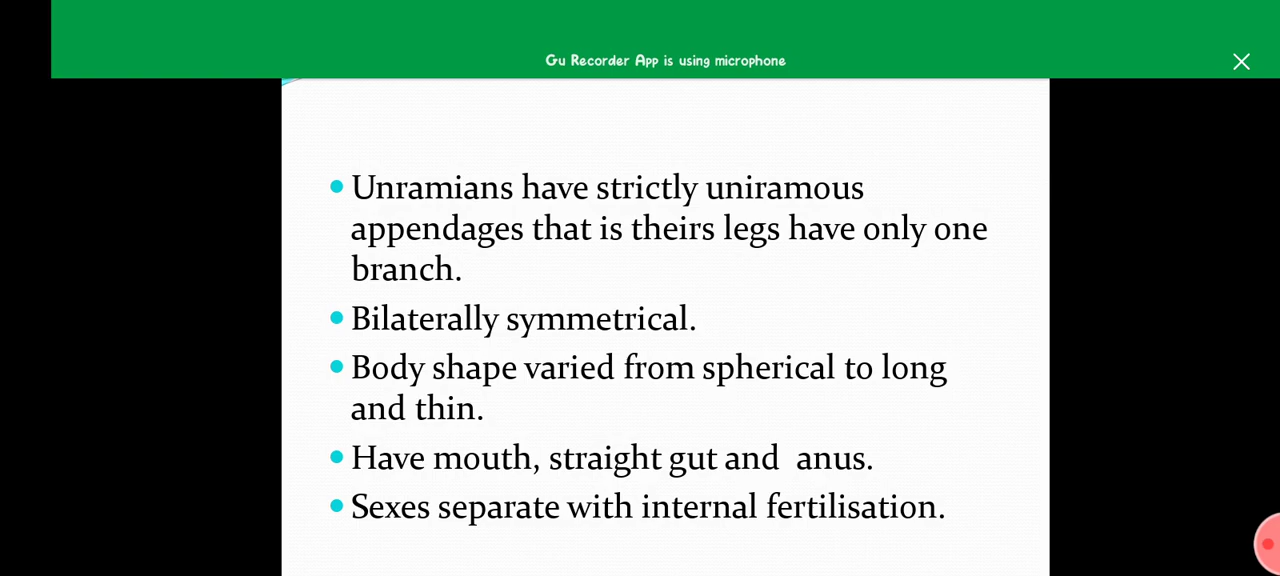 Gu Recorder App is using microphone
Unramians have strictly uniramous
appendages that is theirs legs have only one
branch.
Bilaterally symmetrical.
Body shape varied from spherical to long
and thin.
Have mouth, straight gut and anus.
Sexes separate with internal fertilisation.